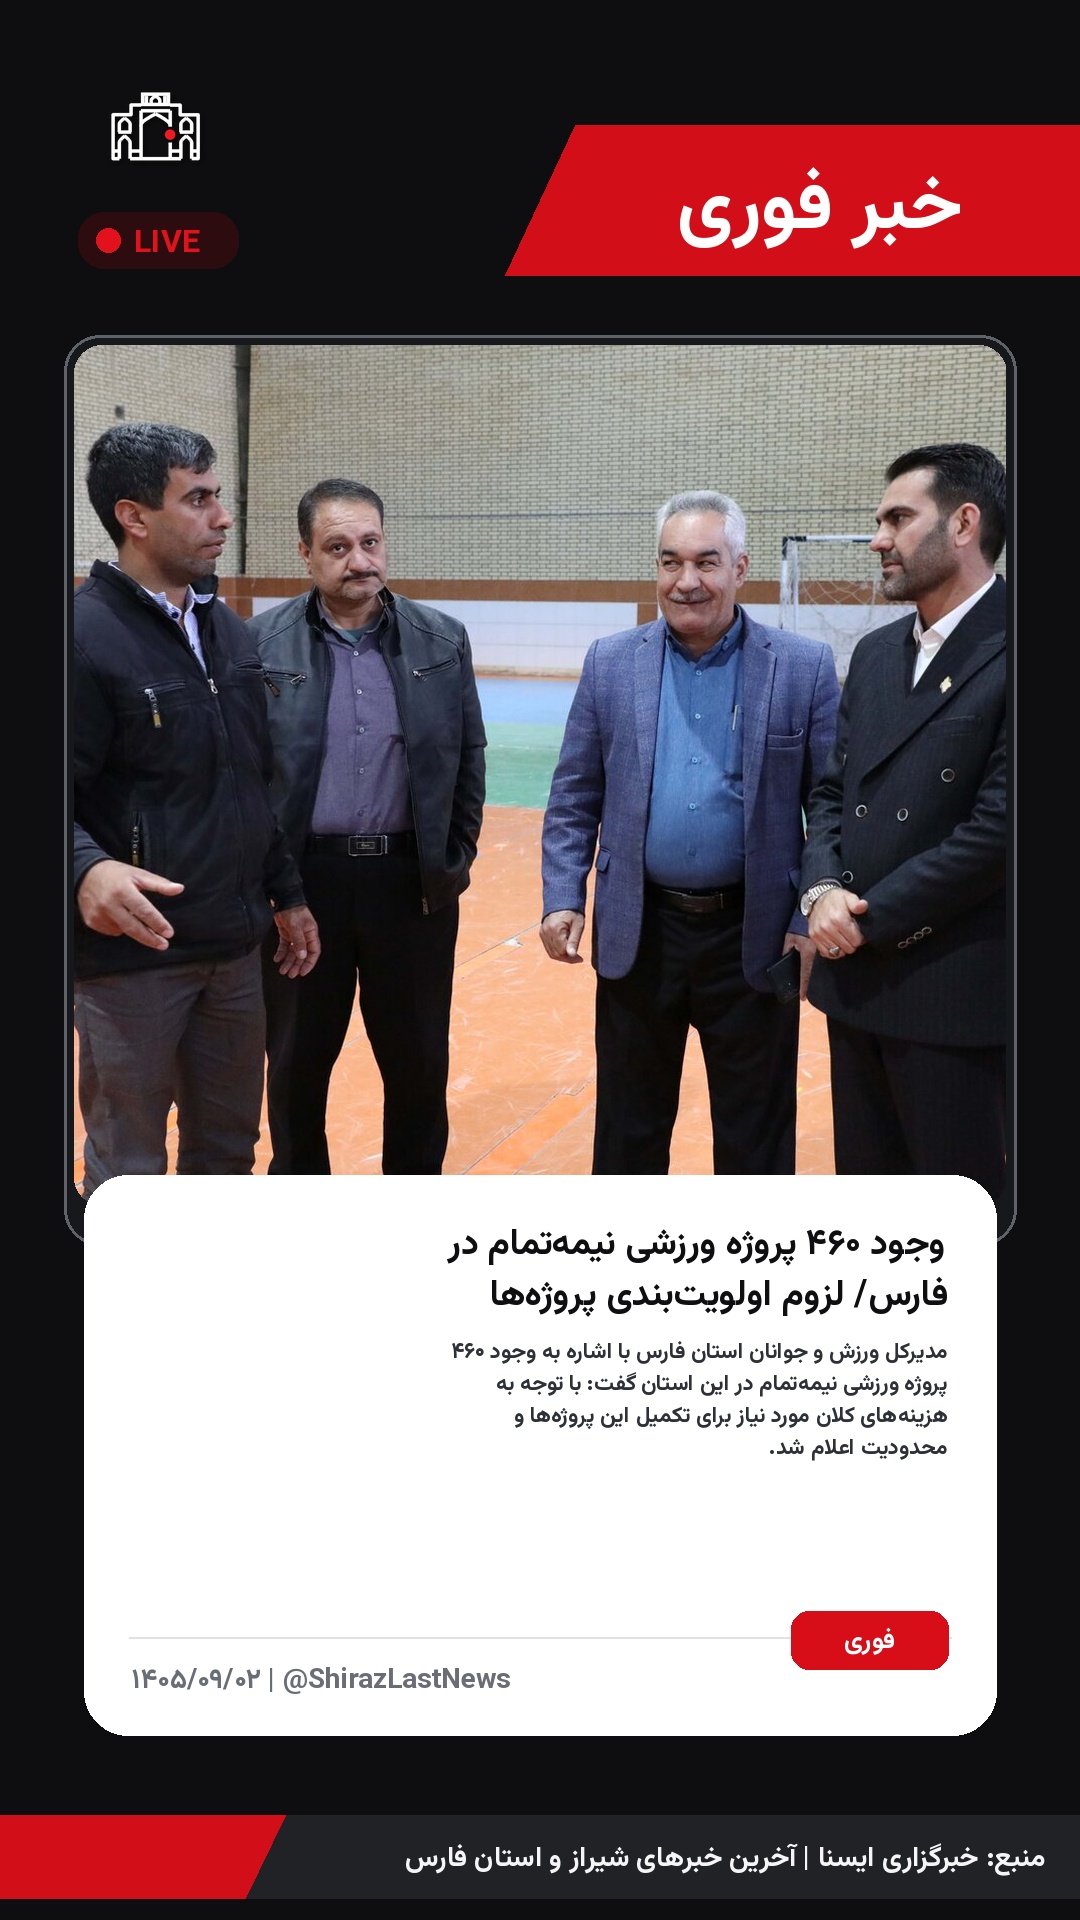 خبر فوری
LIVE
وجود ۴۶۰ پروژه ورزشی نیمه‌تمام در
فارس/ لزوم اولویت‌بندی پروژه‌ها
مدیرکل ورزش و جوانان استان فارس با اشاره به وجود ۴۶۰
پروژه ورزشی نیمه‌تمام در این استان گفت: با توجه به
هزینه‌های کلان مورد نیاز برای تکمیل این پروژه‌ها و
محدودیت اعلام شد.
فوری
۱۴۰۵/۰۹/۰۲ | @ShirazLastNews
منبع: خبرگزاری ایسنا | آخرین خبرهای شیراز و استان فارس